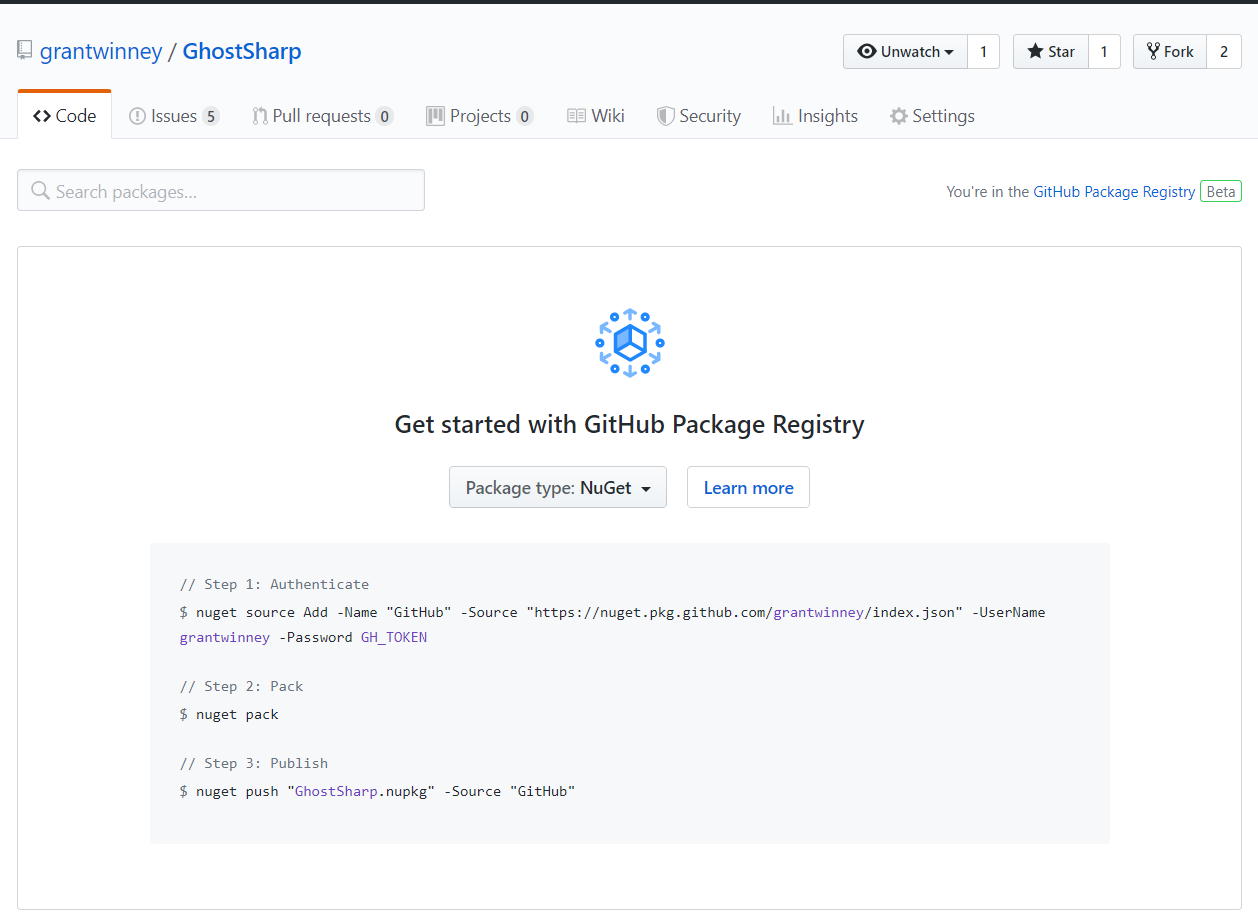 grantwinney / GhostSharp
Unwatch 1 Star 1 Fork 2
Code Issues 5 Pull requests 0 Projects 0 Wiki Security Insights Settings
Search packages...
You're in the GitHub Package Registry Beta
Get started with GitHub Package Registry
Package type: NuGet Learn more
// Step 1: Authenticate
$ nuget source Add -Name "GitHub" -Source "https://nuget.pkg.github.com/grantwinney/index.json" -UserName
grantwinney -Password GH_TOKEN
// Step 2: Pack
$ nuget pack
// Step 3: Publish
$ nuget push "GhostSharp.nupkg" -Source "GitHub"